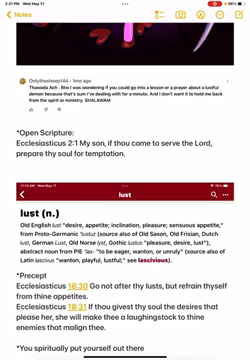 2:21 PM Wed May 17
Onlythesheep144 • 1mo ago
Thawada Ach . Btw I was wondering if you could go into a lesson or a prayer about a lustful
demon because that's sum I've dealing with for a minute. And I don't want it to hold me back
from the spirit or ministry. SHALAWAM
*Open Scripture:
Ecclesiasticus 2:1 My son, if thou come to serve the Lord,
prepare thy soul for temptation.
lust
lust (n.)
Old English lust "desire, appetite; inclination, pleasure; sensuous appetite,"
from Proto-Germanic *lustuz (source also of Old Saxon, Old Frisian, Dutch
lust, German Lust, Old Norse lyst, Gothic lustus "pleasure, desire, lust"),
abstract noun from PIE *las- "to be eager, wanton, or unruly" (source also of
Latin lascivus "wanton, playful, lustful;" see lascivious).
*Precept
Ecclesiasticus 18:30 Go not after thy lusts, but refrain thyself
from thine appetites.
Ecclesiasticus 18:31 If thou givest thy soul the desires that
please her, she will make thee a laughingstock to thine
enemies that malign thee.
*You spiritually put yourself out there